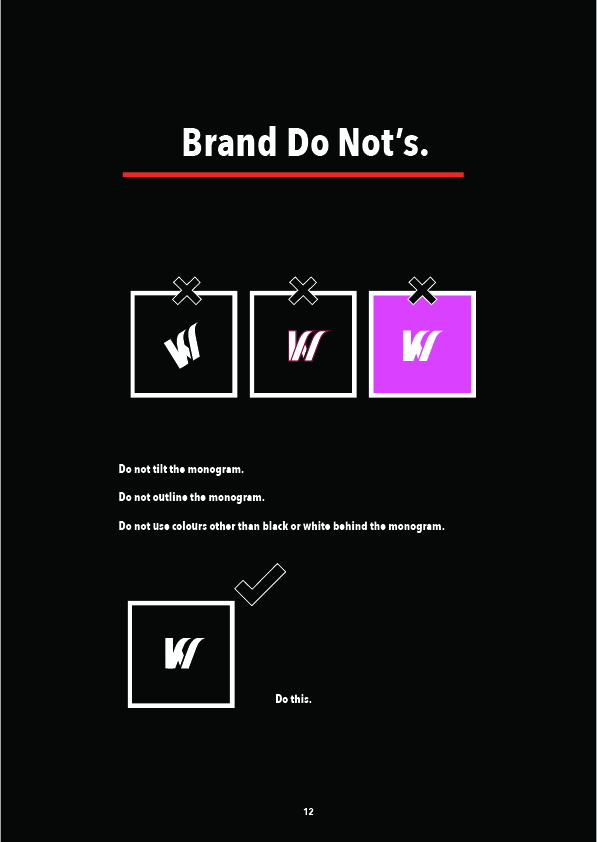 Brand Do Not’s.
Do not tilt the monogram.
Do not outline the monogram.
Do not use colours other than black or white behind the monogram.
Do this.
12